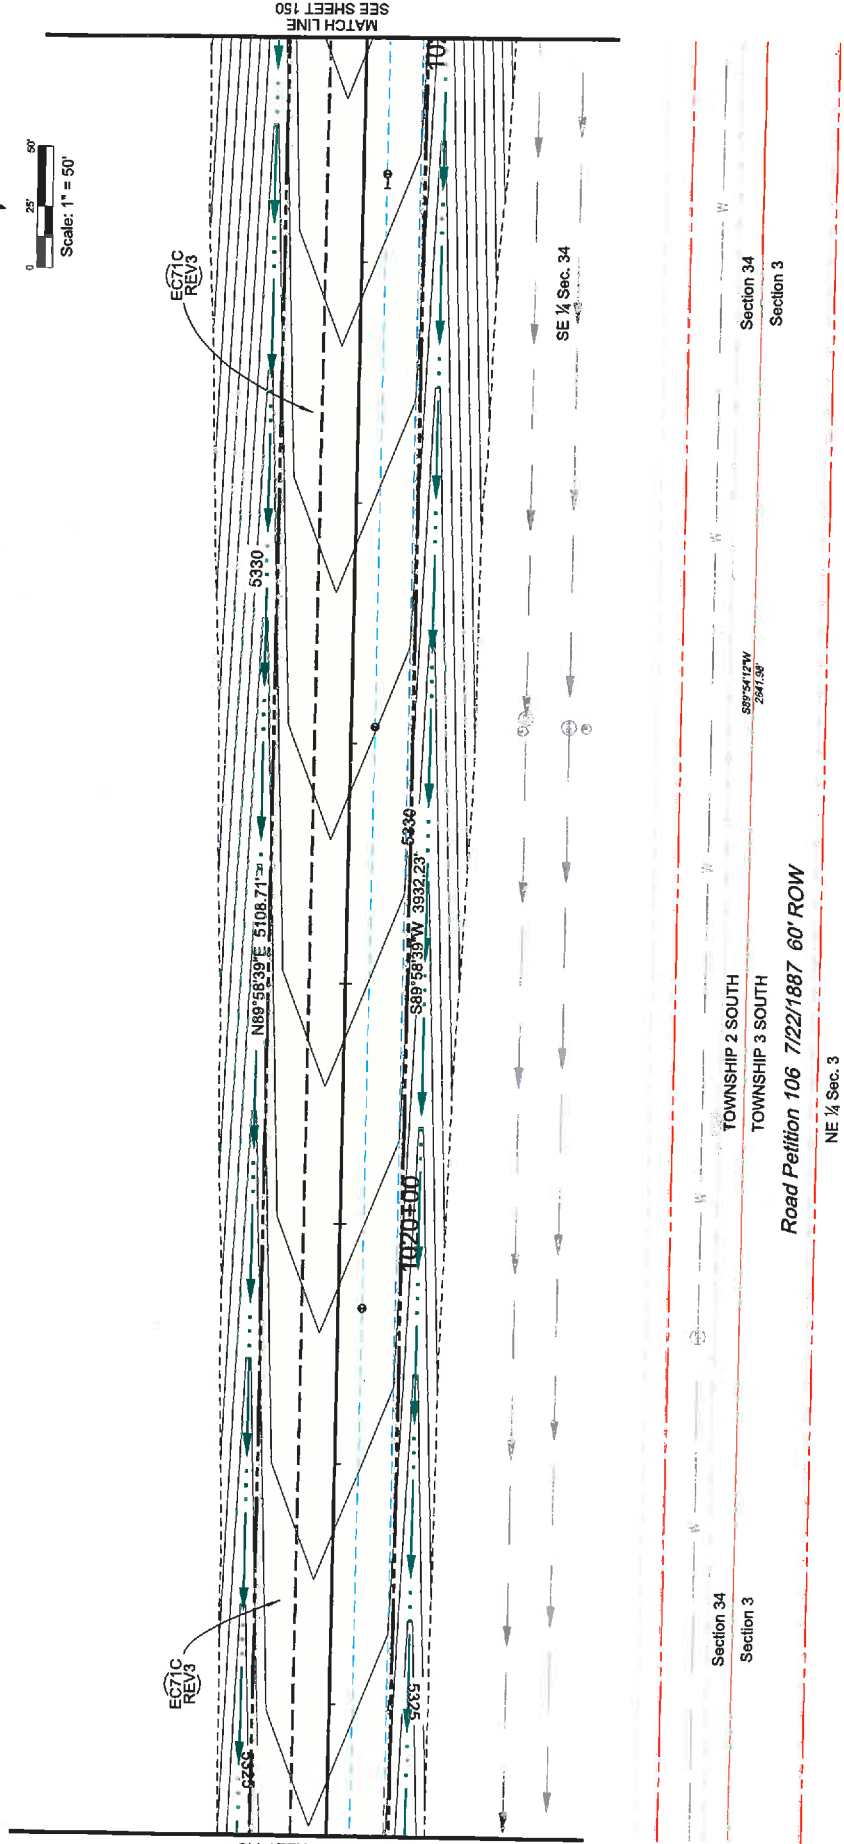 MATCH LINE
SEE SHEET 150
0 25' 50'
Scale: 1" = 50'
EC71C
REV3
SE ¼ Sec. 34
Section 34
Section 3
5330
S89°54'12"W
2641.98'
5330
N89°58'39"E 5108.71'
S89°58'39"W 3932.23'
TOWNSHIP 2 SOUTH
TOWNSHIP 3 SOUTH
Road Petition 106 7/22/1887 60' ROW
NE ¼ Sec. 3
1020+00
W
W
W
W
W
W
EC71C
REV3
Section 34
Section 3
5325
5325